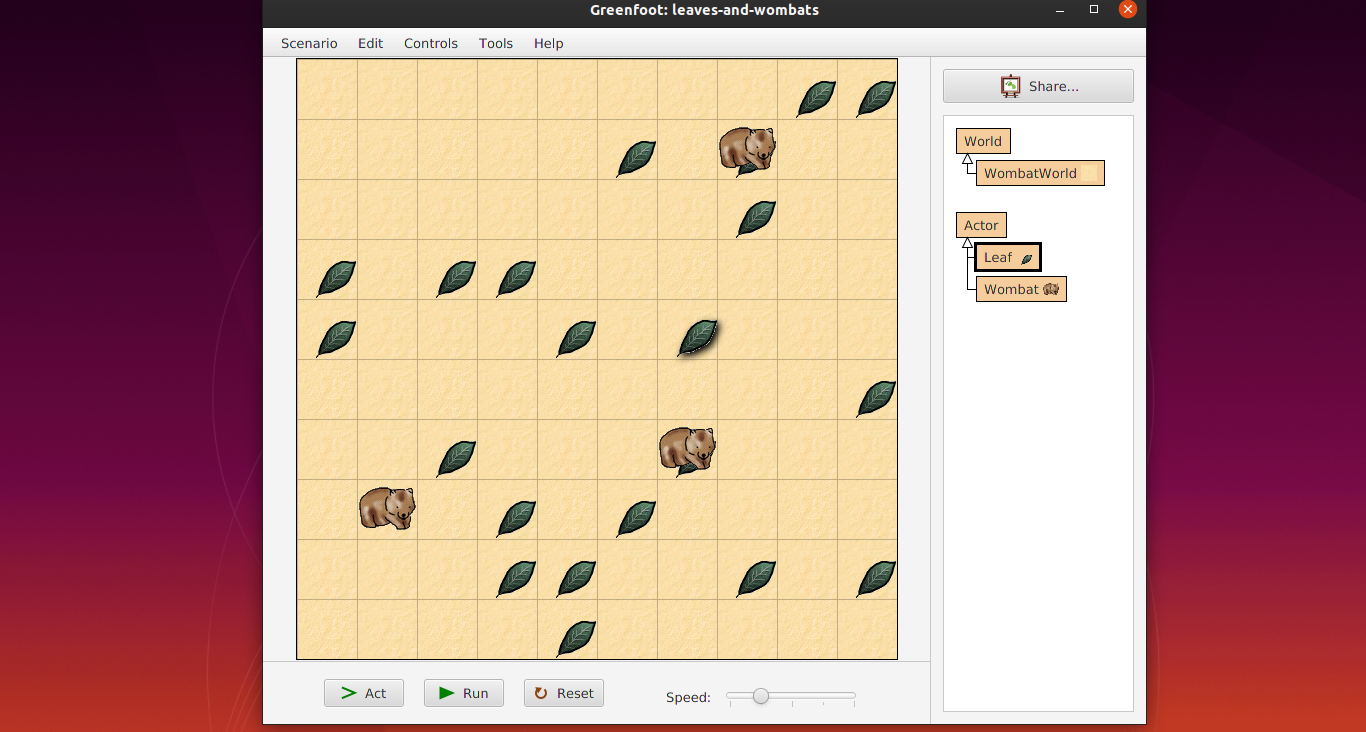 Greenfoot: leaves-and-wombats
Scenario Edit Controls Tools Help
Share...
World
WombatWorld
Actor
Leaf
Wombat
Act Run Reset Speed: